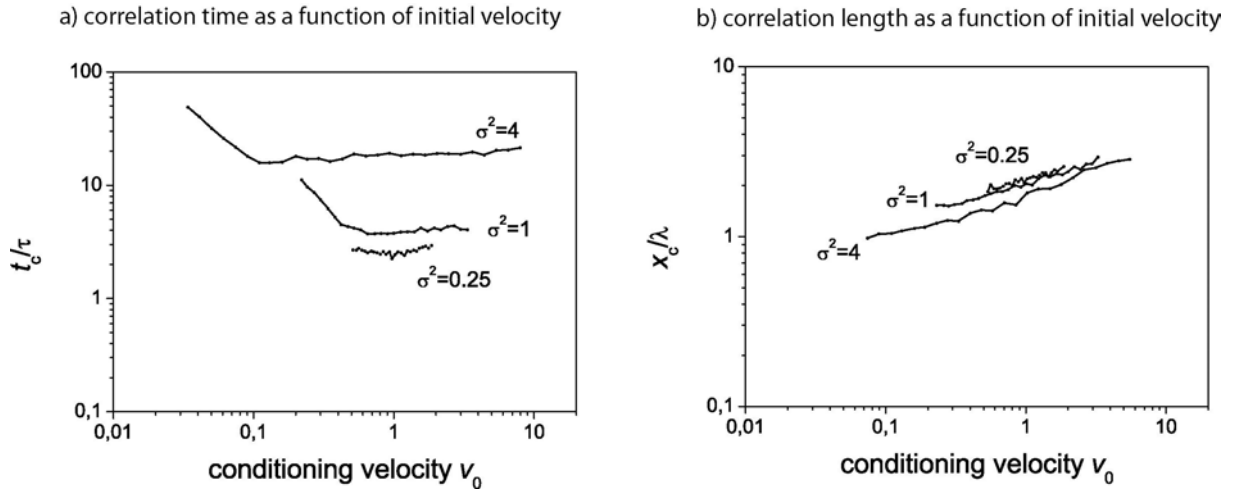 a) correlation time as a function of initial velocity
100
10
1
0,1
0,01
0,1
1
10
t_c/τ
σ²=4
σ²=1
σ²=0.25
conditioning velocity v₀
b) correlation length as a function of initial velocity
10
1
0,1
0,01
0,1
1
10
x_c/λ
σ²=0.25
σ²=1
σ²=4
conditioning velocity v₀